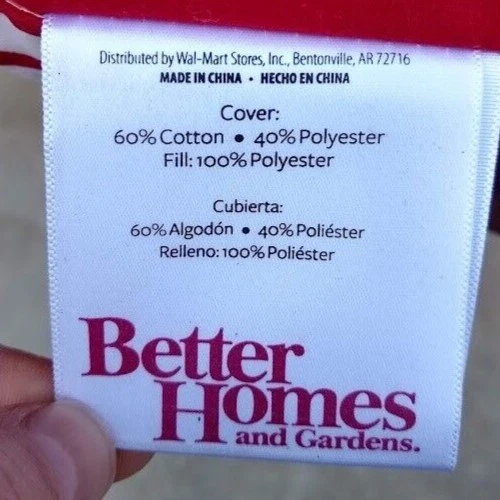 Distributed by Wal-Mart Stores, Inc., Bentonville, AR 72716
MADE IN CHINA • HECHO EN CHINA
Cover:
60% Cotton • 40% Polyester
Fill: 100% Polyester
Cubierta:
60% Algodón • 40% Poliéster
Relleno: 100% Poliéster
Better
Homes
and Gardens.